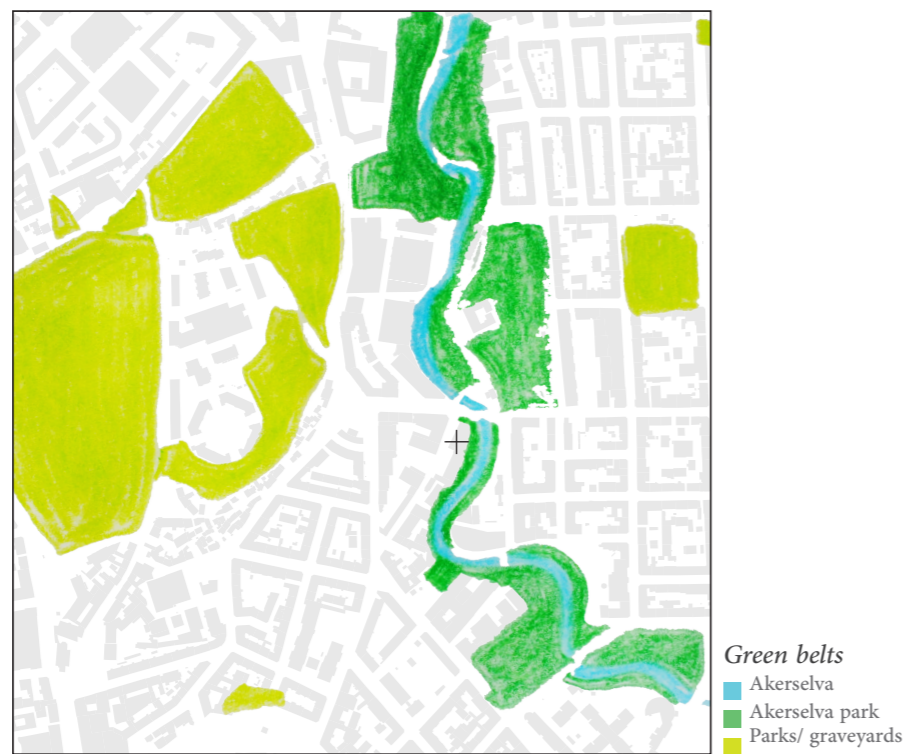 Green belts
Akerselva
Akerselva park
Parks/ graveyards